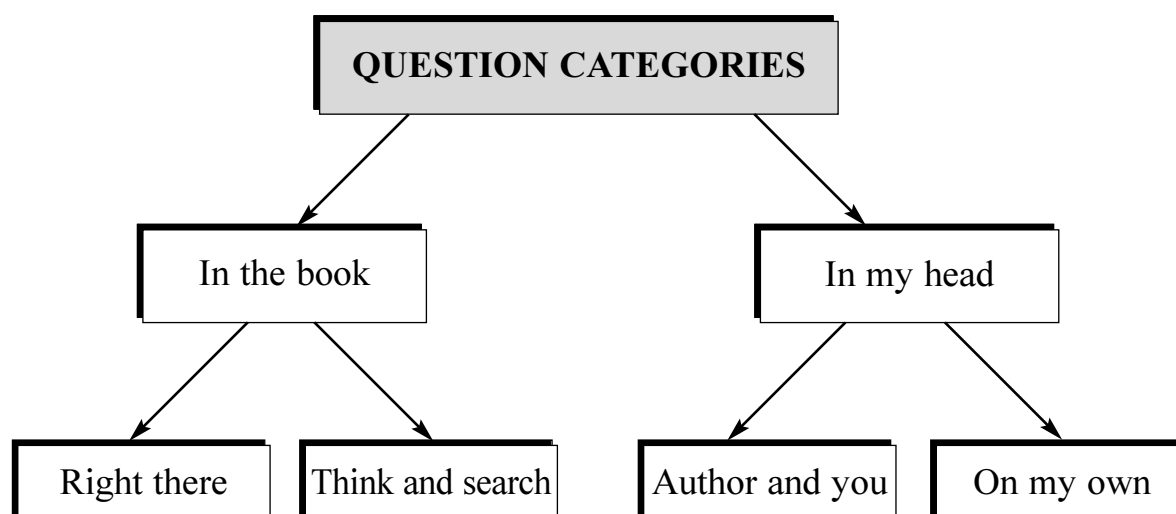 QUESTION CATEGORIES
In the book
In my head
Right there
Think and search
Author and you
On my own